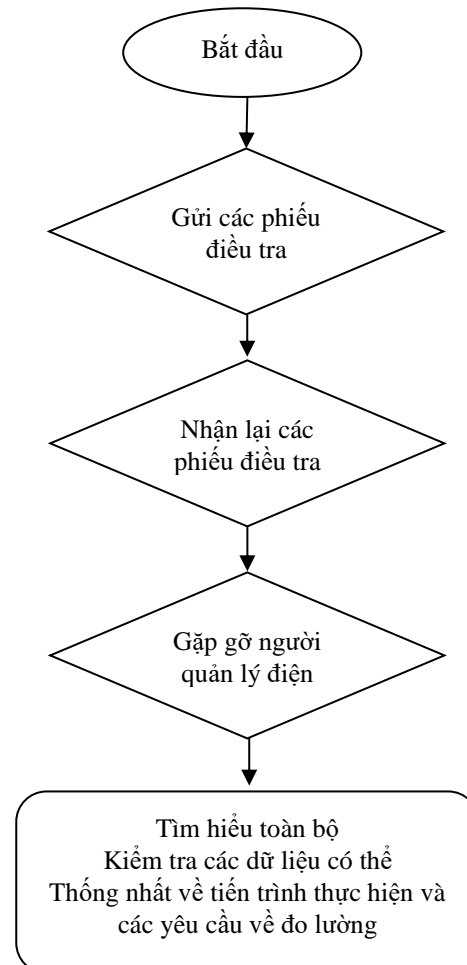 Bắt đầu
Gửi các phiếu
điều tra
Nhận lại các
phiếu điều tra
Gặp gỡ người
quản lý điện
Tìm hiểu toàn bộ
Kiểm tra các dữ liệu có thể
Thống nhất về tiến trình thực hiện và
các yêu cầu về đo lường